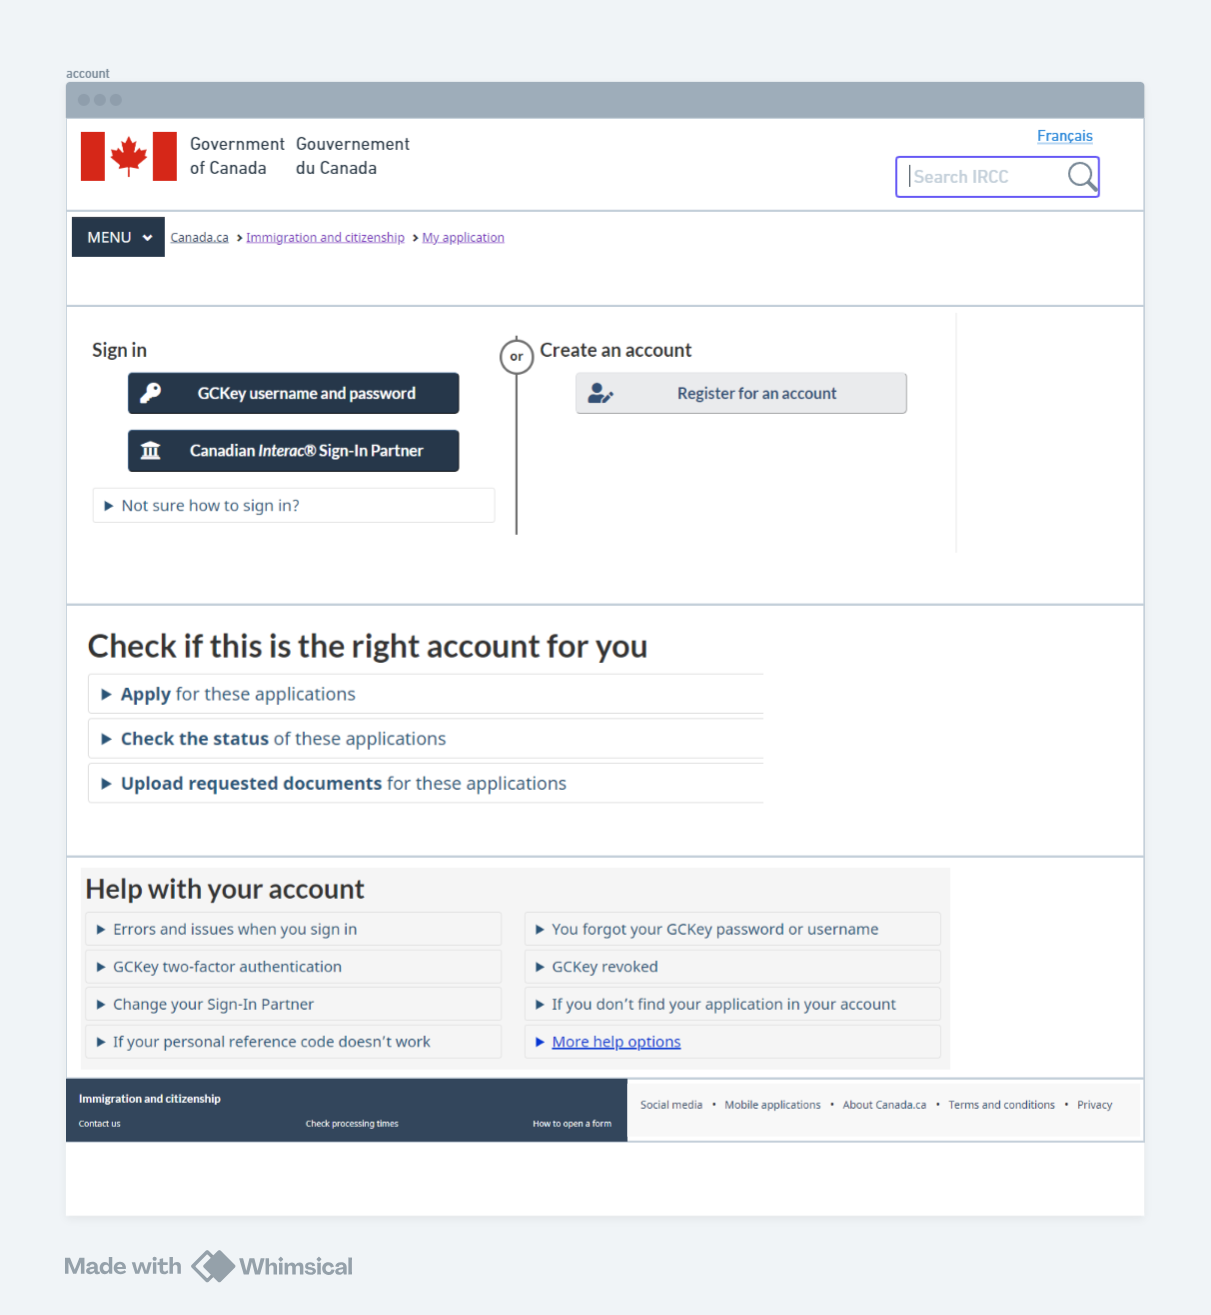 account
Government Gouvernement
of Canada du Canada
Français
Search IRCC
MENU
Canada.ca > Immigration and citizenship > My application
Sign in
GCKey username and password
Canadian Interac® Sign-In Partner
Not sure how to sign in?
or
Create an account
Register for an account
Check if this is the right account for you
Apply for these applications
Check the status of these applications
Upload requested documents for these applications
Help with your account
Errors and issues when you sign in
You forgot your GCKey password or username
GCKey two-factor authentication
GCKey revoked
Change your Sign-In Partner
If you don't find your application in your account
If your personal reference code doesn't work
More help options
Immigration and citizenship
Contact us
Check processing times
How to open a form
Social media • Mobile applications • About Canada.ca • Terms and conditions • Privacy
Made with Whimsical